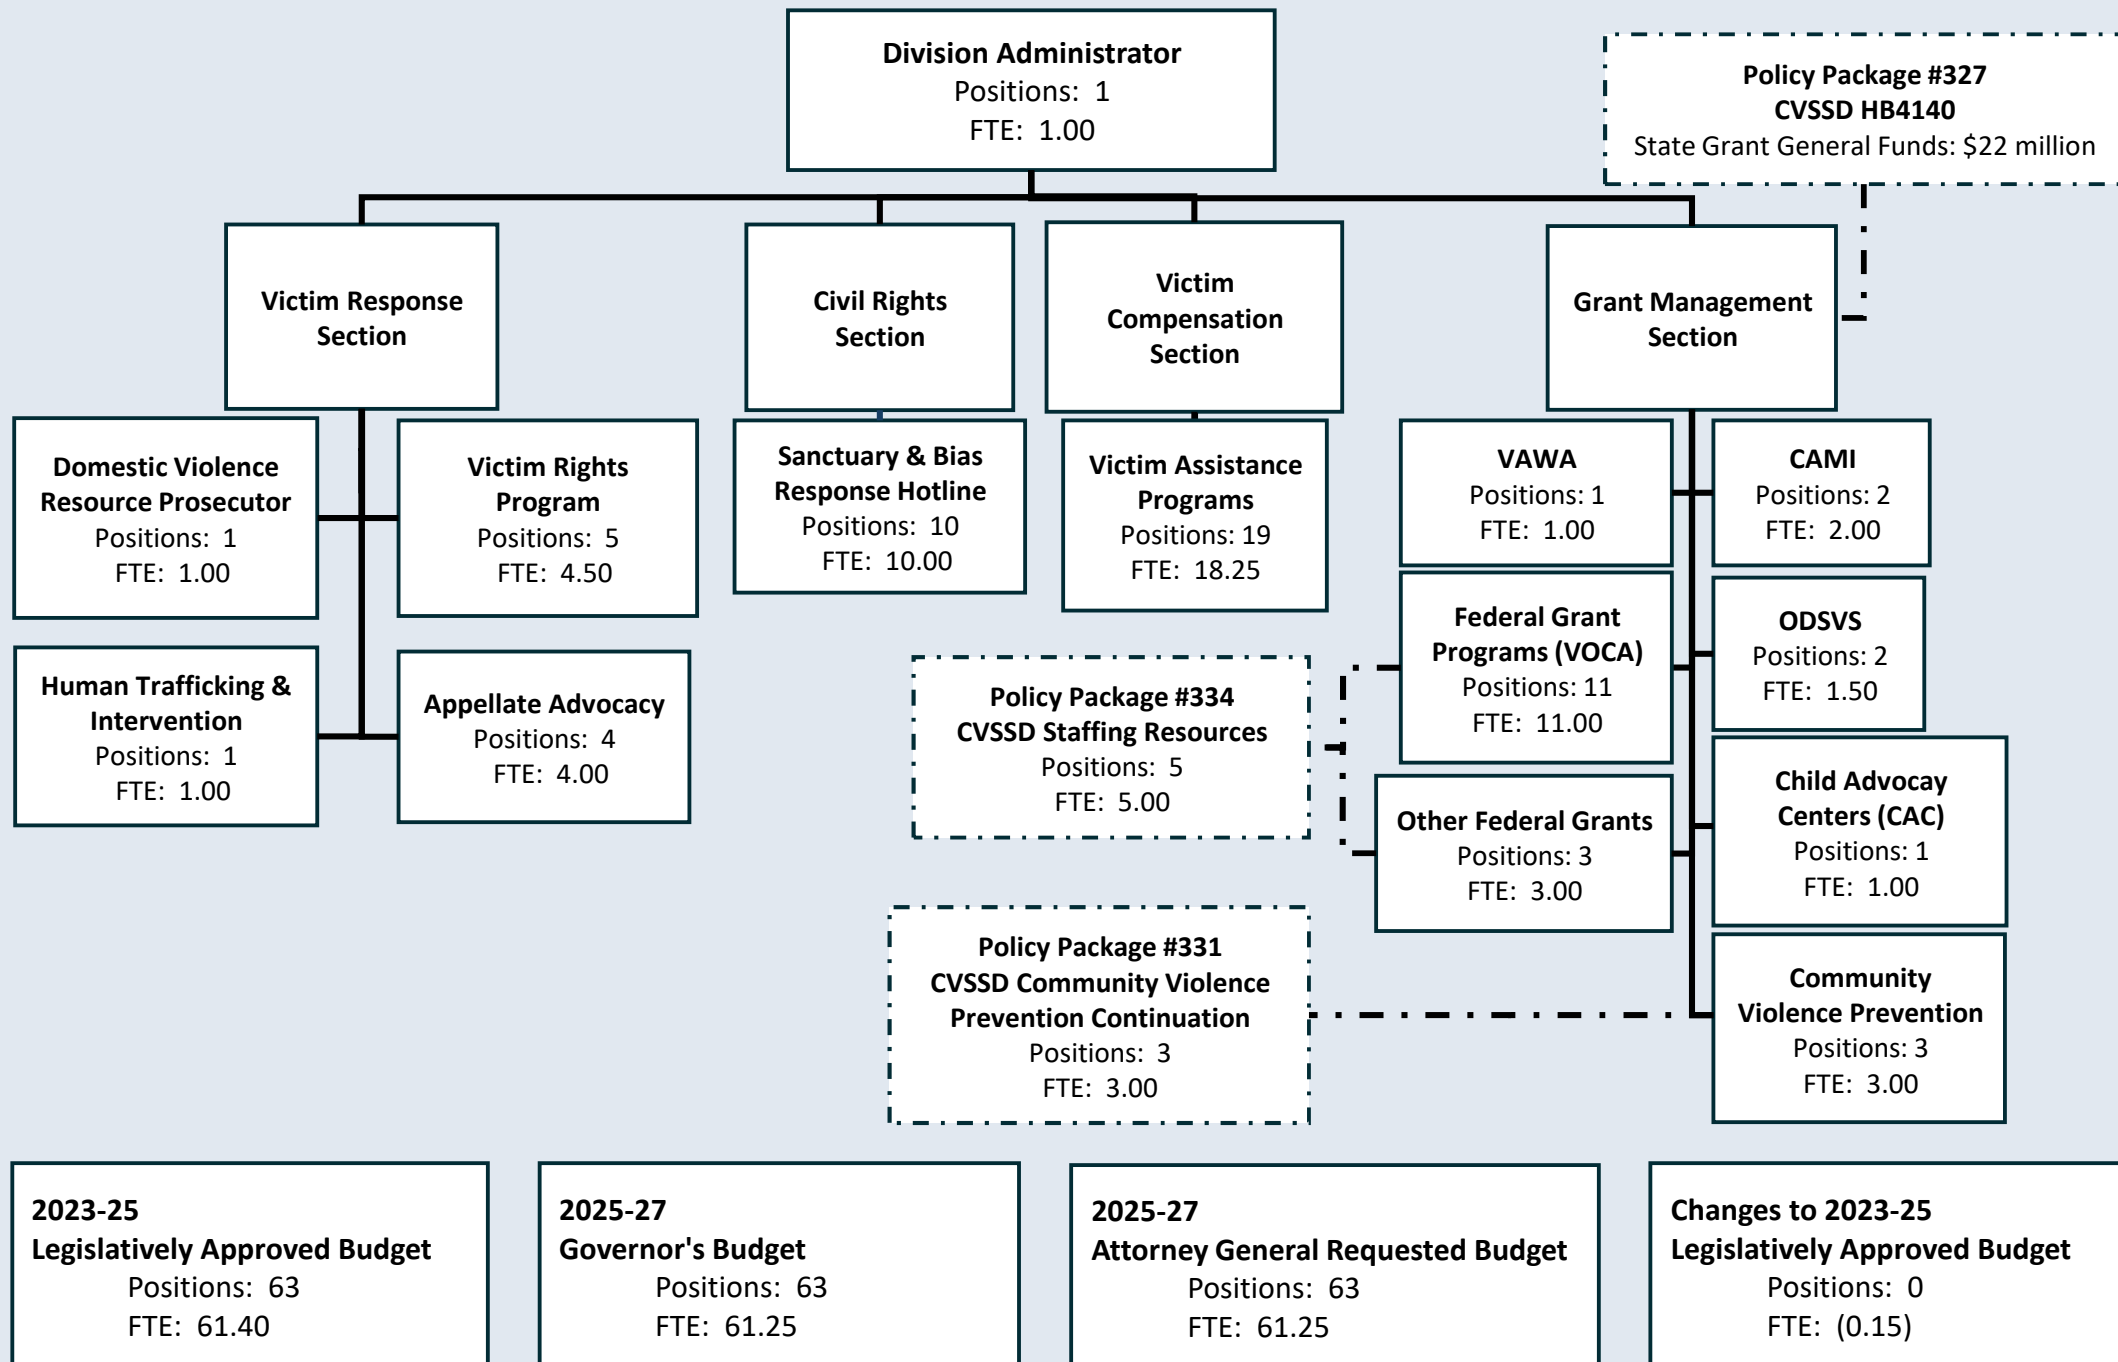 Division Administrator
Positions: 1
FTE: 1.00
Policy Package #327
CVSSD HB4140
State Grant General Funds: $22 million
Victim Response
Section
Civil Rights
Section
Victim
Compensation
Section
Grant Management
Section
Domestic Violence
Resource Prosecutor
Positions: 1
FTE: 1.00
Victim Rights
Program
Positions: 5
FTE: 4.50
Sanctuary & Bias
Response Hotline
Positions: 10
FTE: 10.00
Victim Assistance
Programs
Positions: 19
FTE: 18.25
VAWA
Positions: 1
FTE: 1.00
CAMI
Positions: 2
FTE: 2.00
Human Trafficking &
Intervention
Positions: 1
FTE: 1.00
Appellate Advocacy
Positions: 4
FTE: 4.00
Policy Package #334
CVSSD Staffing Resources
Positions: 5
FTE: 5.00
Federal Grant
Programs (VOCA)
Positions: 11
FTE: 11.00
ODSVS
Positions: 2
FTE: 1.50
Other Federal Grants
Positions: 3
FTE: 3.00
Child Advocay
Centers (CAC)
Positions: 1
FTE: 1.00
Policy Package #331
CVSSD Community Violence
Prevention Continuation
Positions: 3
FTE: 3.00
Community
Violence Prevention
Positions: 3
FTE: 3.00
2023-25
Legislatively Approved Budget
Positions: 63
FTE: 61.40
2025-27
Governor's Budget
Positions: 63
FTE: 61.25
2025-27
Attorney General Requested Budget
Positions: 63
FTE: 61.25
Changes to 2023-25
Legislatively Approved Budget
Positions: 0
FTE: (0.15)